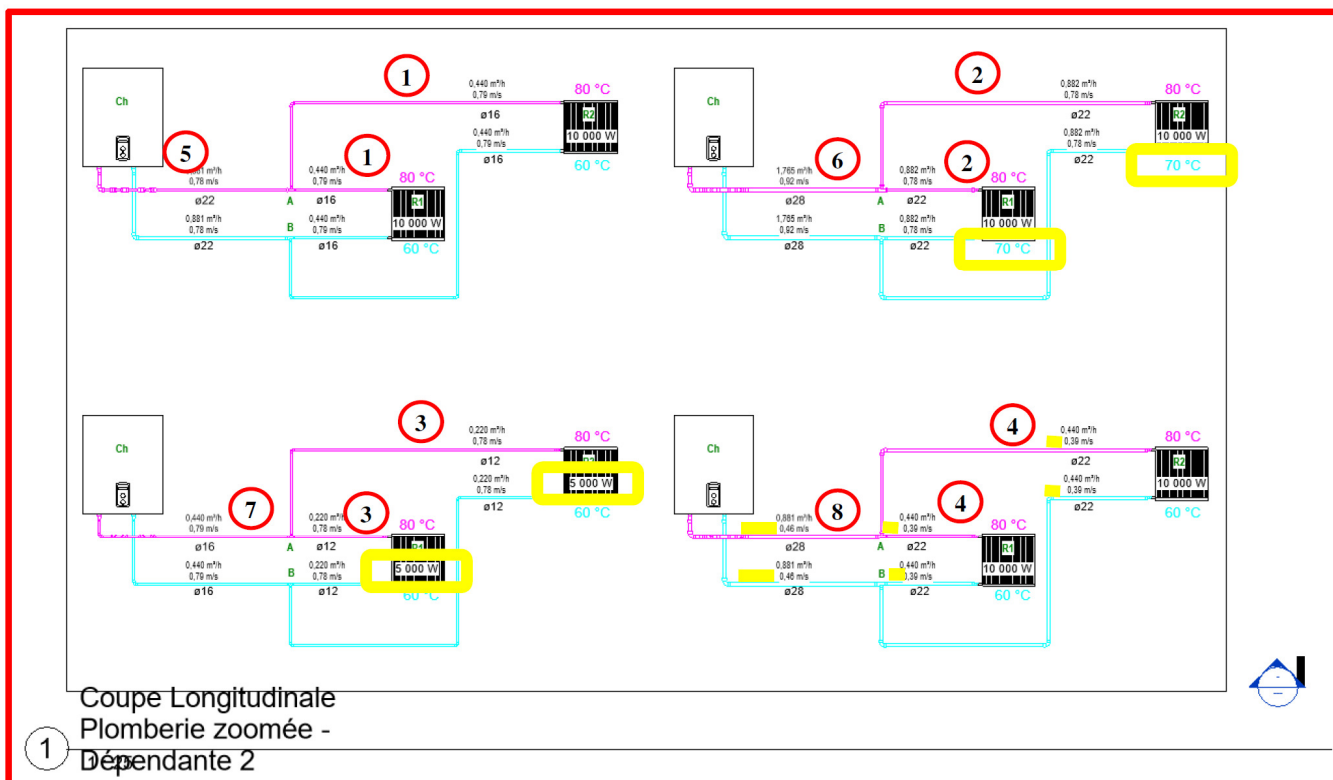 1
0,440 m³/h
0,79 m/s
80 °C
ø16
Ch
R2
10 000 W
0,440 m³/h
0,79 m/s
ø16
60 °C
5
1
0,440 m³/h
0,79 m/s
80 °C
0,76 m/s
ø22
A
ø16
R1
10 000 W
0,881 m³/h
0,78 m/s
B
0,440 m³/h
0,79 m/s
ø22
ø16
60 °C
2
0,882 m³/h
0,78 m/s
80 °C
ø22
Ch
R2
10 000 W
0,882 m³/h
0,78 m/s
ø22
70 °C
6
2
1,765 m³/h
0,92 m/s
0,882 m³/h
0,78 m/s
80 °C
ø28
A
ø22
R1
10 000 W
1,765 m³/h
0,92 m/s
B
0,882 m³/h
0,78 m/s
ø28
ø22
70 °C
3
0,220 m³/h
0,78 m/s
80 °C
ø12
Ch
R2
5 000 W
0,220 m³/h
0,78 m/s
ø12
60 °C
7
3
0,440 m³/h
0,79 m/s
0,220 m³/h
0,78 m/s
80 °C
ø16
A
ø12
R1
5 000 W
0,440 m³/h
0,79 m/s
B
0,220 m³/h
0,78 m/s
ø16
ø12
60 °C
4
0,440 m³/h
0,39 m/s
80 °C
ø22
Ch
R2
10 000 W
0,440 m³/h
0,39 m/s
ø22
60 °C
8
4
0,881 m³/h
0,46 m/s
0,440 m³/h
0,39 m/s
80 °C
ø28
A
ø22
R1
10 000 W
0,881 m³/h
0,46 m/s
B
0,440 m³/h
0,39 m/s
ø28
ø22
60 °C
1
Coupe Longitudinale
Plomberie zoomée -
Dépendante 2